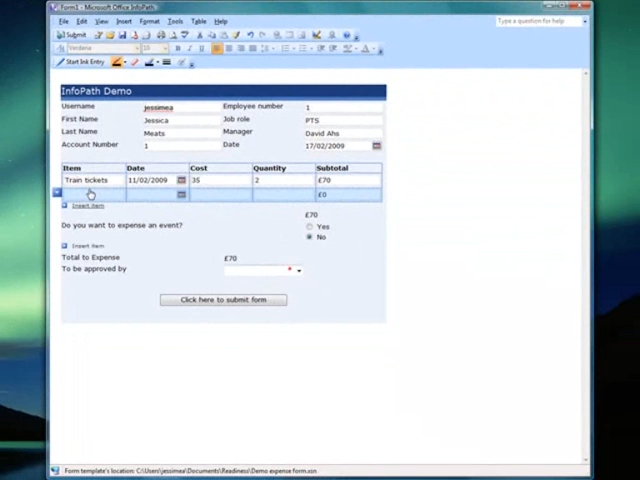 Form1 - Microsoft Office InfoPath
File Edit View Insert Format Tools Table Help
Type a question for help
Submit
Verdana 10
B I U
Start Ink Entry
InfoPath Demo
Username jessimea Employee number 1
First Name Jessica Job role PTS
Last Name Meats Manager David Ahs
Account Number 1 Date 17/02/2009
Item Date Cost Quantity Subtotal
Train tickets 11/02/2009 35 2 £70
£0
Insert item
£70
Do you want to expense an event? Yes
No
Insert item
Total to Expense £70
To be approved by *
Click here to submit form
Form template's location: C:\Users\jessimea\Documents\Readiness\Demo expense form.xsn